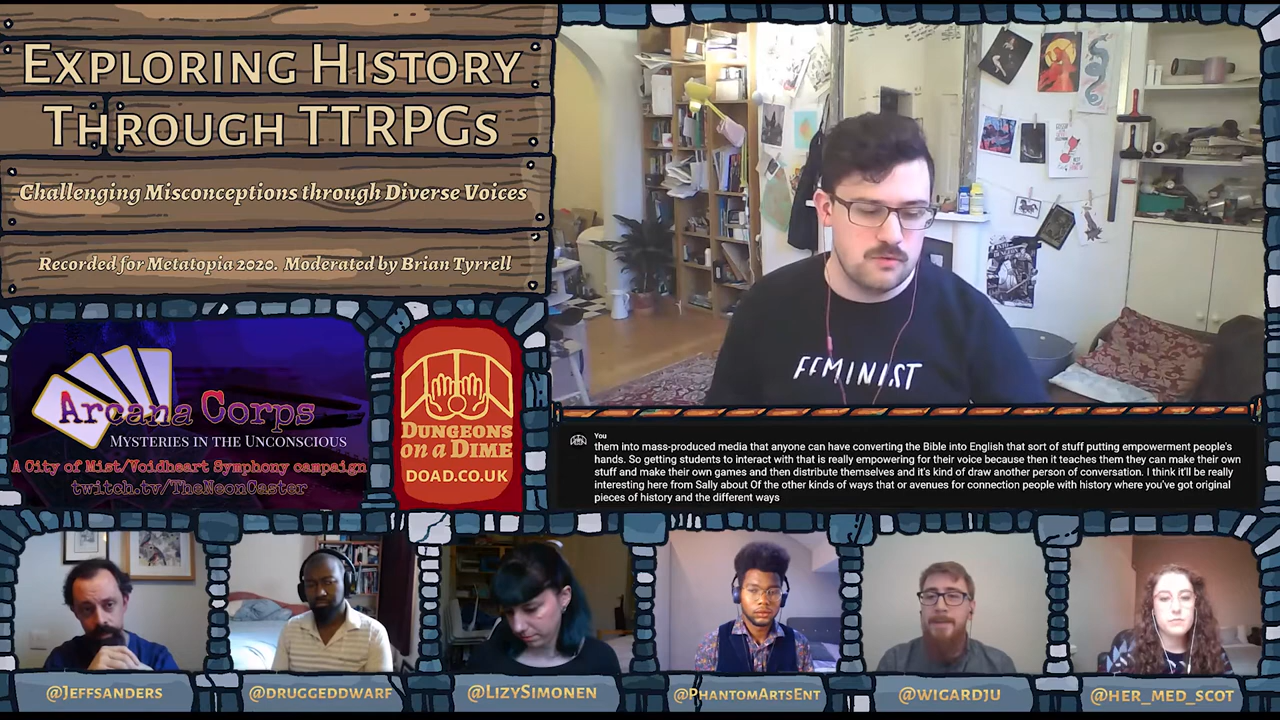 Exploring History
Through TTRPGs
Challenging Misconceptions through Diverse Voices
Recorded for Metatopia 2020. Moderated by Brian Tyrrell
Arcana Corps
Mysteries in the Unconscious
A City of Mist/Voidheart Symphony campaign
twitch.tv/TheNeonCaster
Dungeons
on a Dime
DOAD.CO.UK
FEMINIST
You
them into mass-produced media that anyone can have converting the Bible into English that sort of stuff putting empowerment people's
hands. So getting students to interact with that is really empowering for their voice because then it teaches them they can make their own
stuff and make their own games and then distribute themselves and it's kind of draw another person of conversation. I think it'll be really
interesting here from Sally about Of the other kinds of ways that or avenues for connection people with history where you've got original
pieces of history and the different ways
@Jeffsanders
@druggeddwarf
@LizySimonen
@PhantomArtsEnt
@wigardju
@her_med_scot